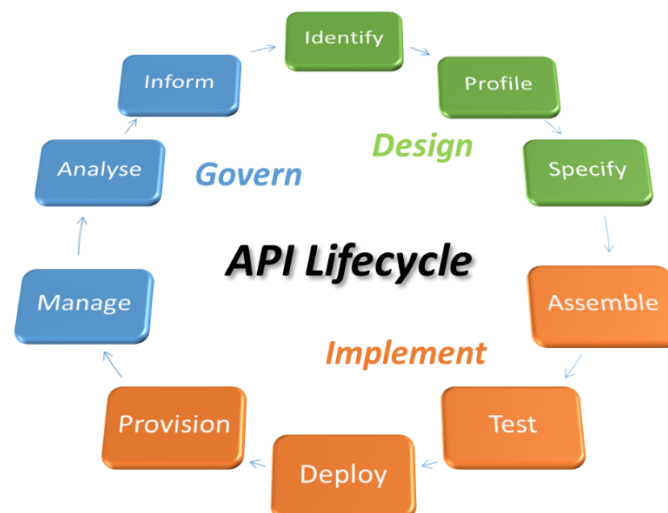 Identify
Inform
Profile
Design
Analyse
Govern
Specify
API Lifecycle
Manage
Assemble
Implement
Provision
Test
Deploy